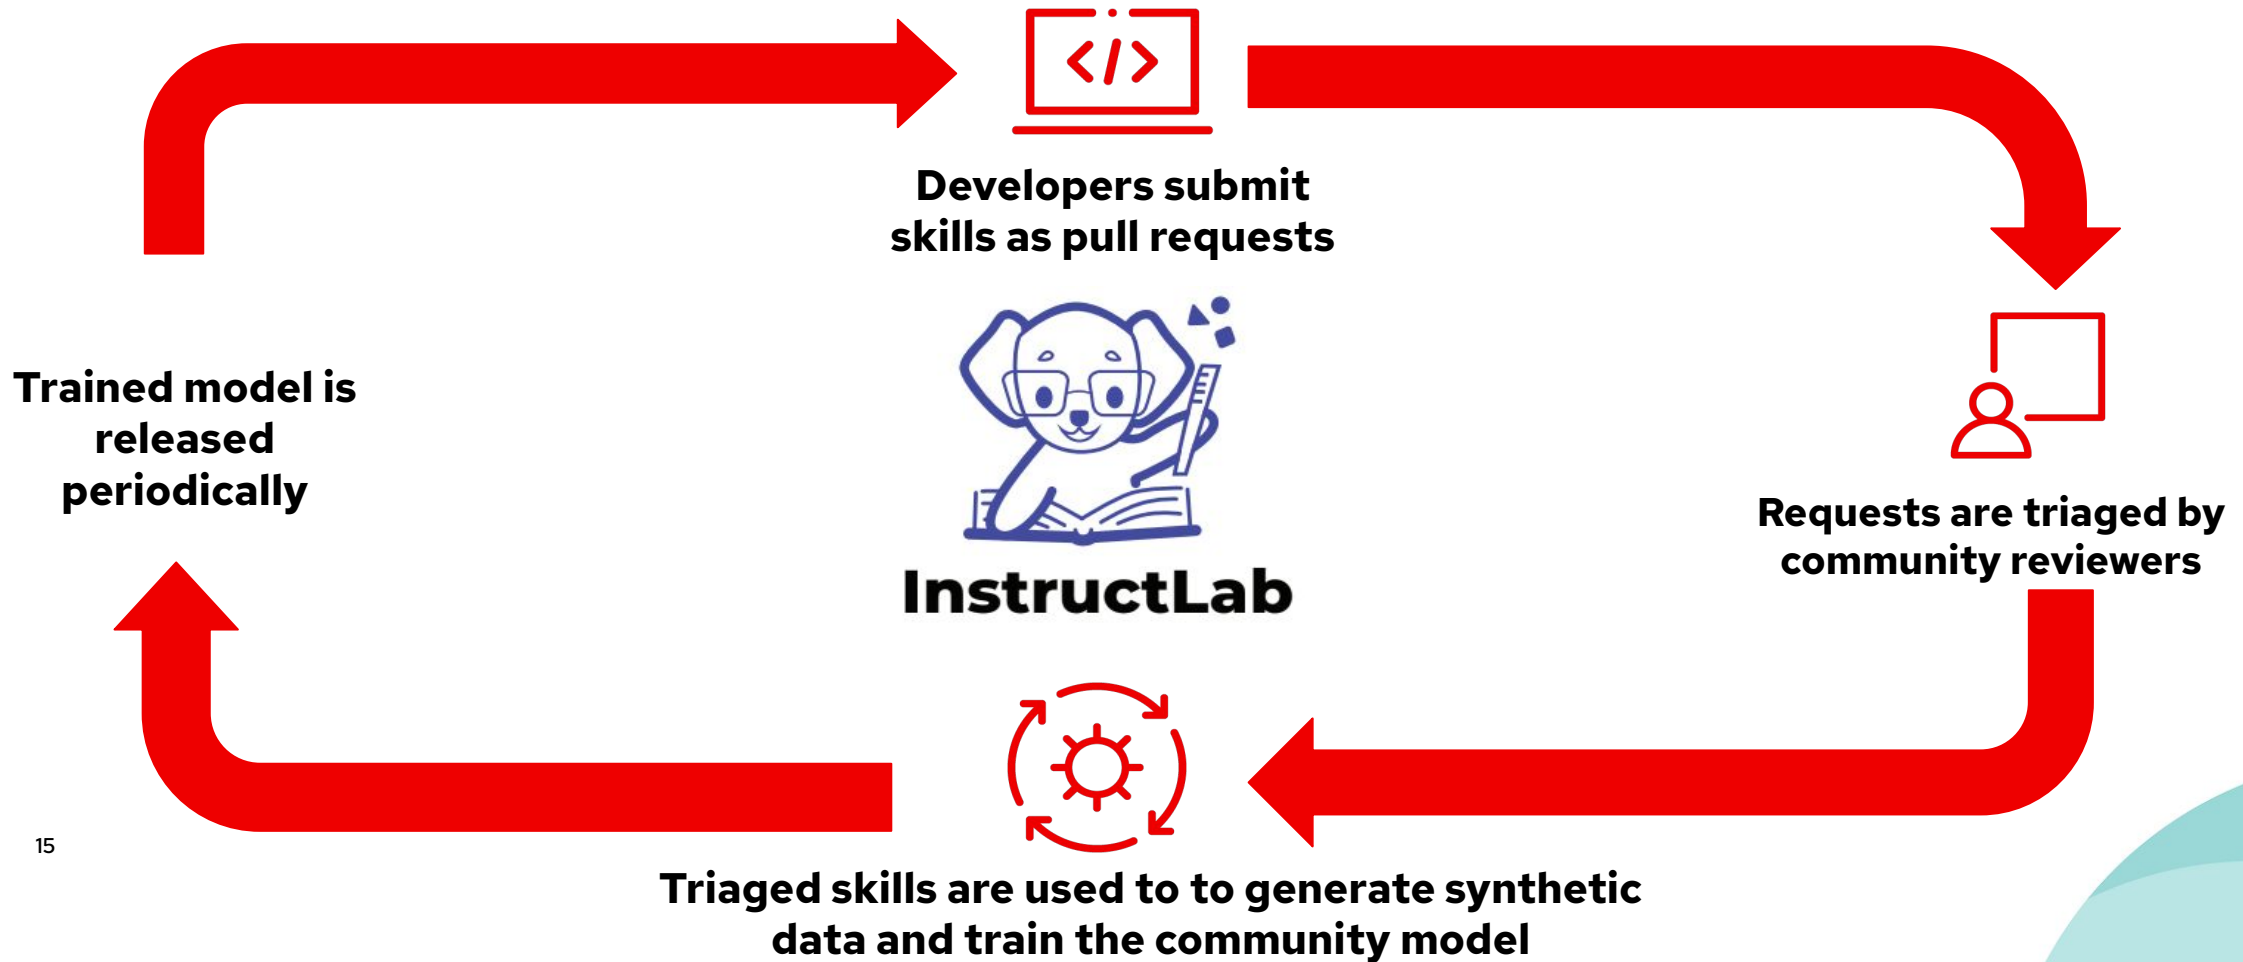 </>
Developers submit
skills as pull requests
Trained model is
released
periodically
InstructLab
Requests are triaged by
community reviewers
15
Triaged skills are used to to generate synthetic
data and train the community model